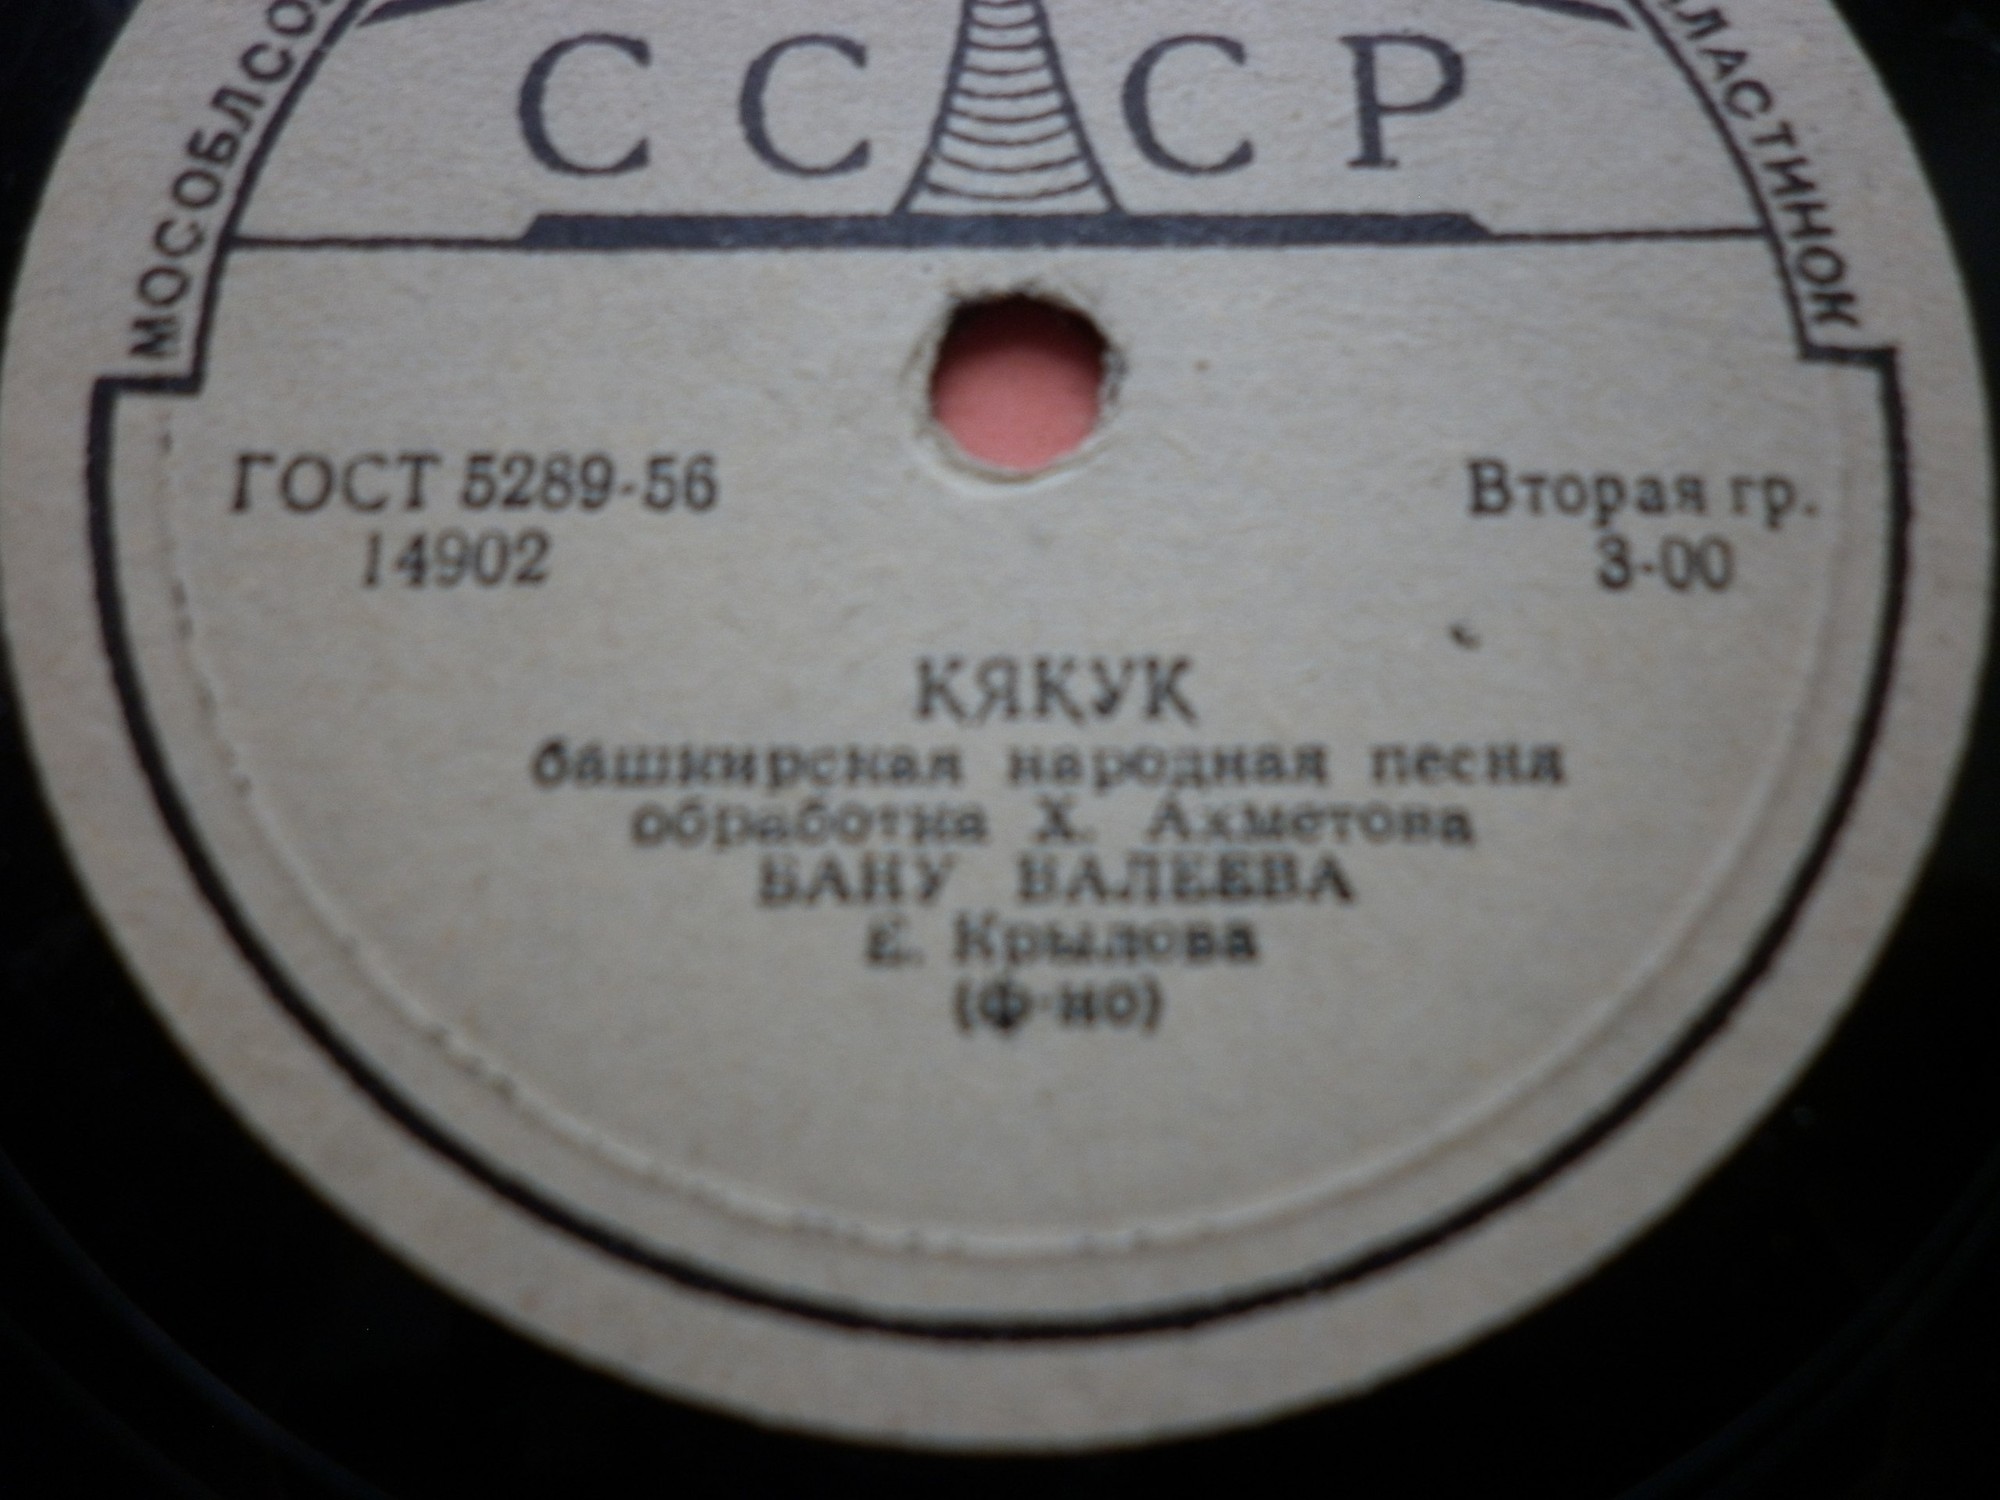 СССР
МОСОБЛСО
ПЛАСТИНОК
ГОСТ 5289-56
14902
Вторая гр.
3-00
КЯКУК
башкирская народная песня
обработка Х. Ахметова
БАНУ ВАЛЕЕВА
Е. Крылова
(Ф-но)